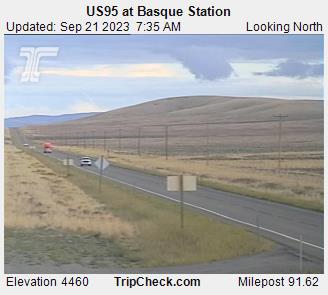 US95 at Basque Station
Updated: Sep 21 2023 7:35 AM Looking North
Elevation 4460 TripCheck.com Milepost 91.62